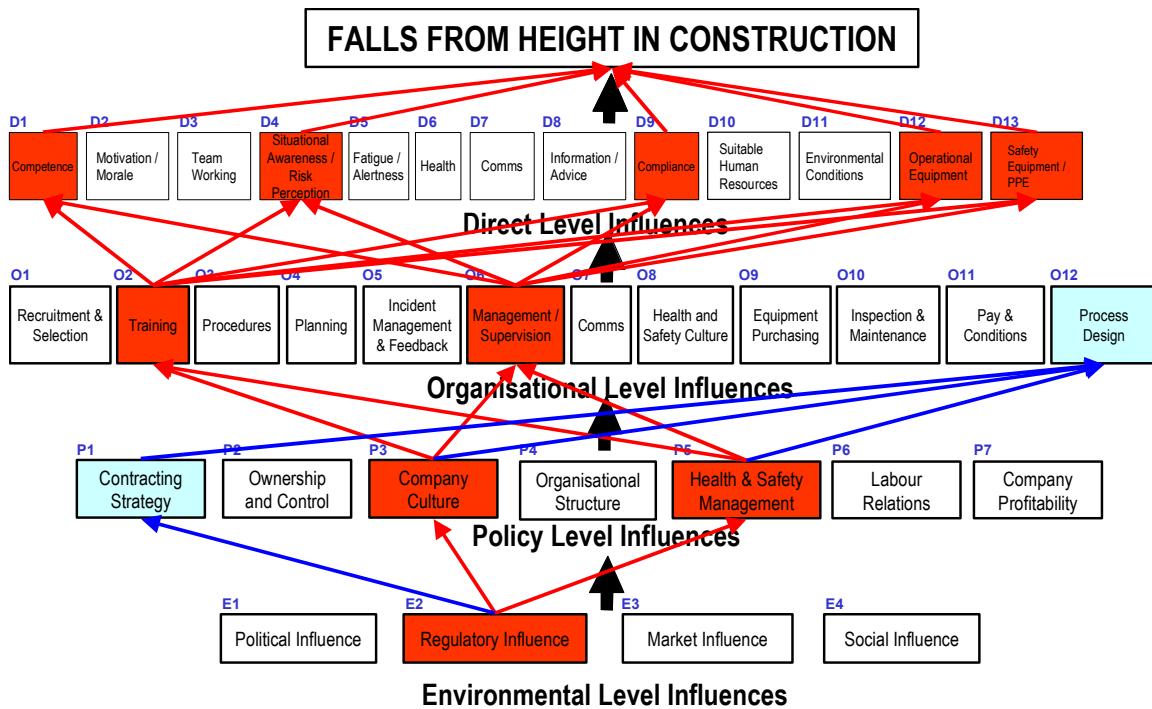 FALLS FROM HEIGHT IN CONSTRUCTION
D1
D2
D3
D4
D5
D6
D7
D8
D9
D10
D11
D12
D13
Competence
Motivation /
Morale
Team
Working
Situational
Awareness /
Risk
Perception
Fatigue /
Alertness
Health
Comms
Information /
Advice
Compliance
Suitable
Human
Resources
Environmental
Conditions
Operational
Equipment
Safety
Equipment /
PPE
Direct Level Influences
O1
O2
O3
O4
O5
O6
O7
O8
O9
O10
O11
O12
Recruitment &
Selection
Training
Procedures
Planning
Incident
Management
& Feedback
Management /
Supervision
Comms
Health and
Safety Culture
Equipment
Purchasing
Inspection &
Maintenance
Pay &
Conditions
Process
Design
Organisational Level Influences
P1
P2
P3
P4
P5
P6
P7
Contracting
Strategy
Ownership
and Control
Company
Culture
Organisational
Structure
Health & Safety
Management
Labour
Relations
Company
Profitability
Policy Level Influences
E1
E2
E3
E4
Political Influence
Regulatory Influence
Market Influence
Social Influence
Environmental Level Influences